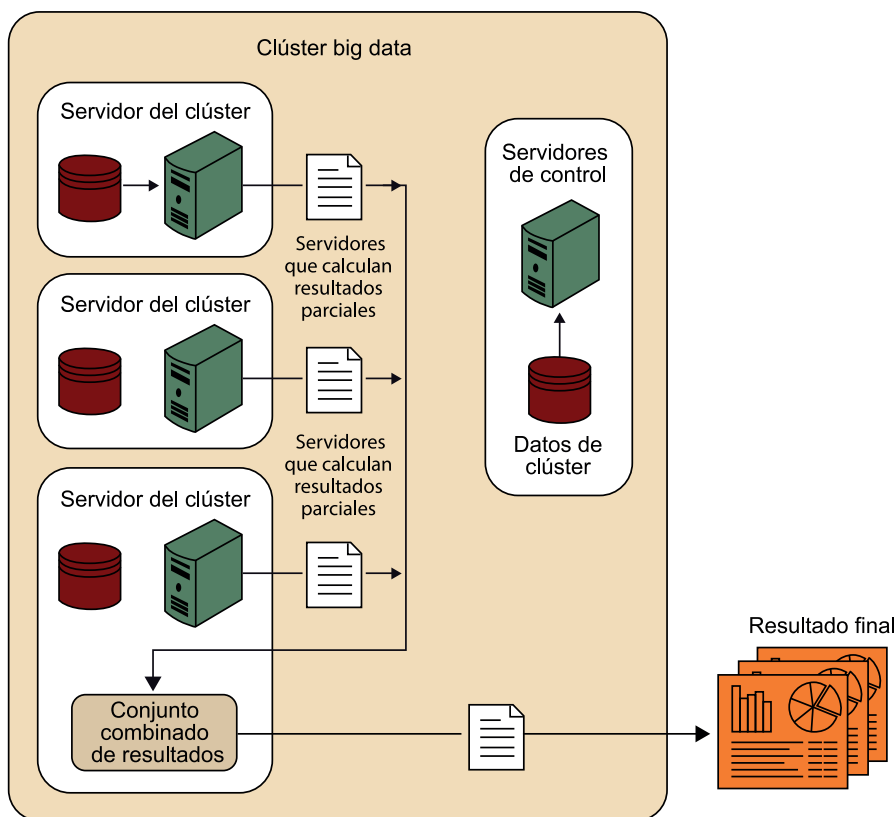 Clúster big data
Servidor del clúster
Servidores
que calculan
resultados
parciales
Servidor del clúster
Servidores
que calculan
resultados
parciales
Servidor del clúster
Conjunto
combinado
de resultados
Servidores
de control
Datos de
clúster
Resultado final